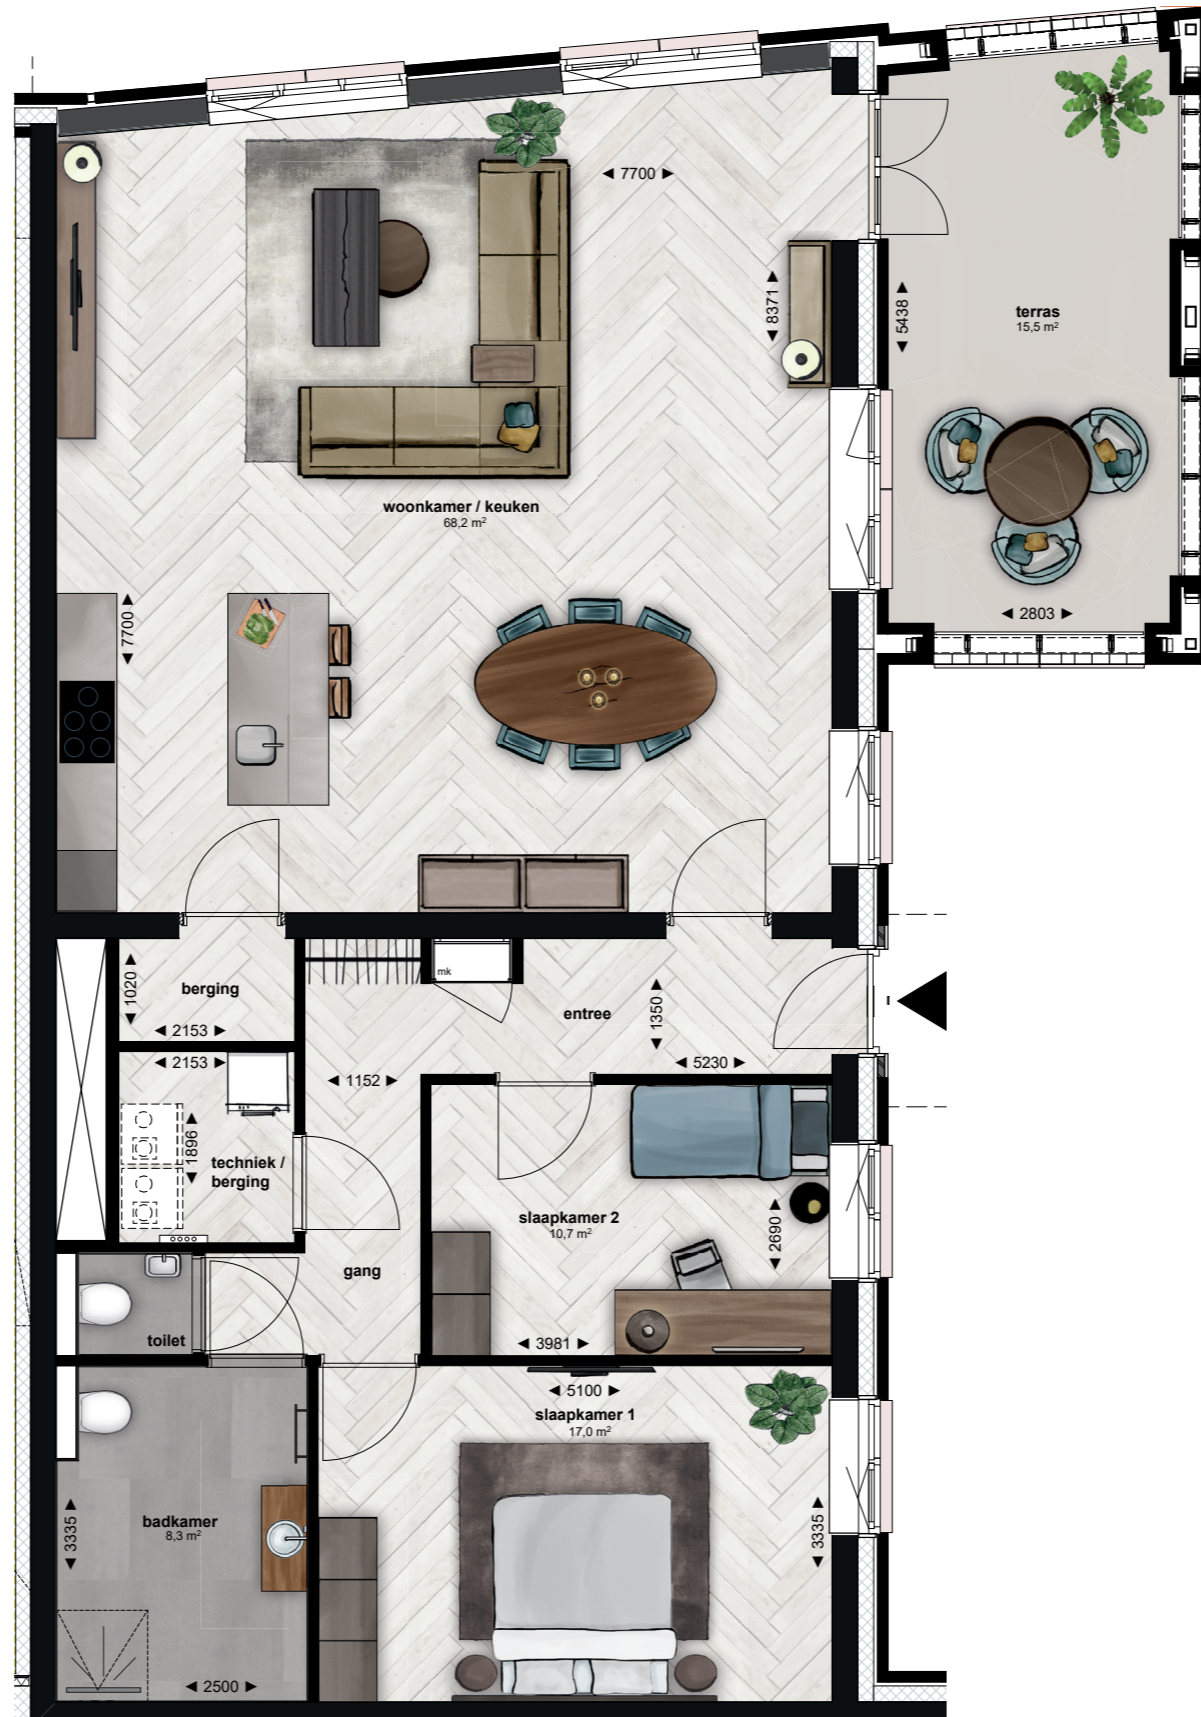 ◄ 7700 ►
◄ 8371 ►
◄ 5438 ►
terras
15,5 m²
woonkamer / keuken
68,2 m²
◄ 7700 ►
◄ 2803 ►
mk
◄ 1020 ►
berging
◄ 2153 ►
entree
◄ 1350 ►
◄ 5230 ►
◄ 2153 ►
◄ 1152 ►
◄ 1896 ►
techniek /
berging
slaapkamer 2
10,7 m²
◄ 2690 ►
gang
toilet
◄ 3981 ►
◄ 5100 ►
slaapkamer 1
17,0 m²
badkamer
8,3 m²
◄ 3335 ►
◄ 3335 ►
◄ 2500 ►